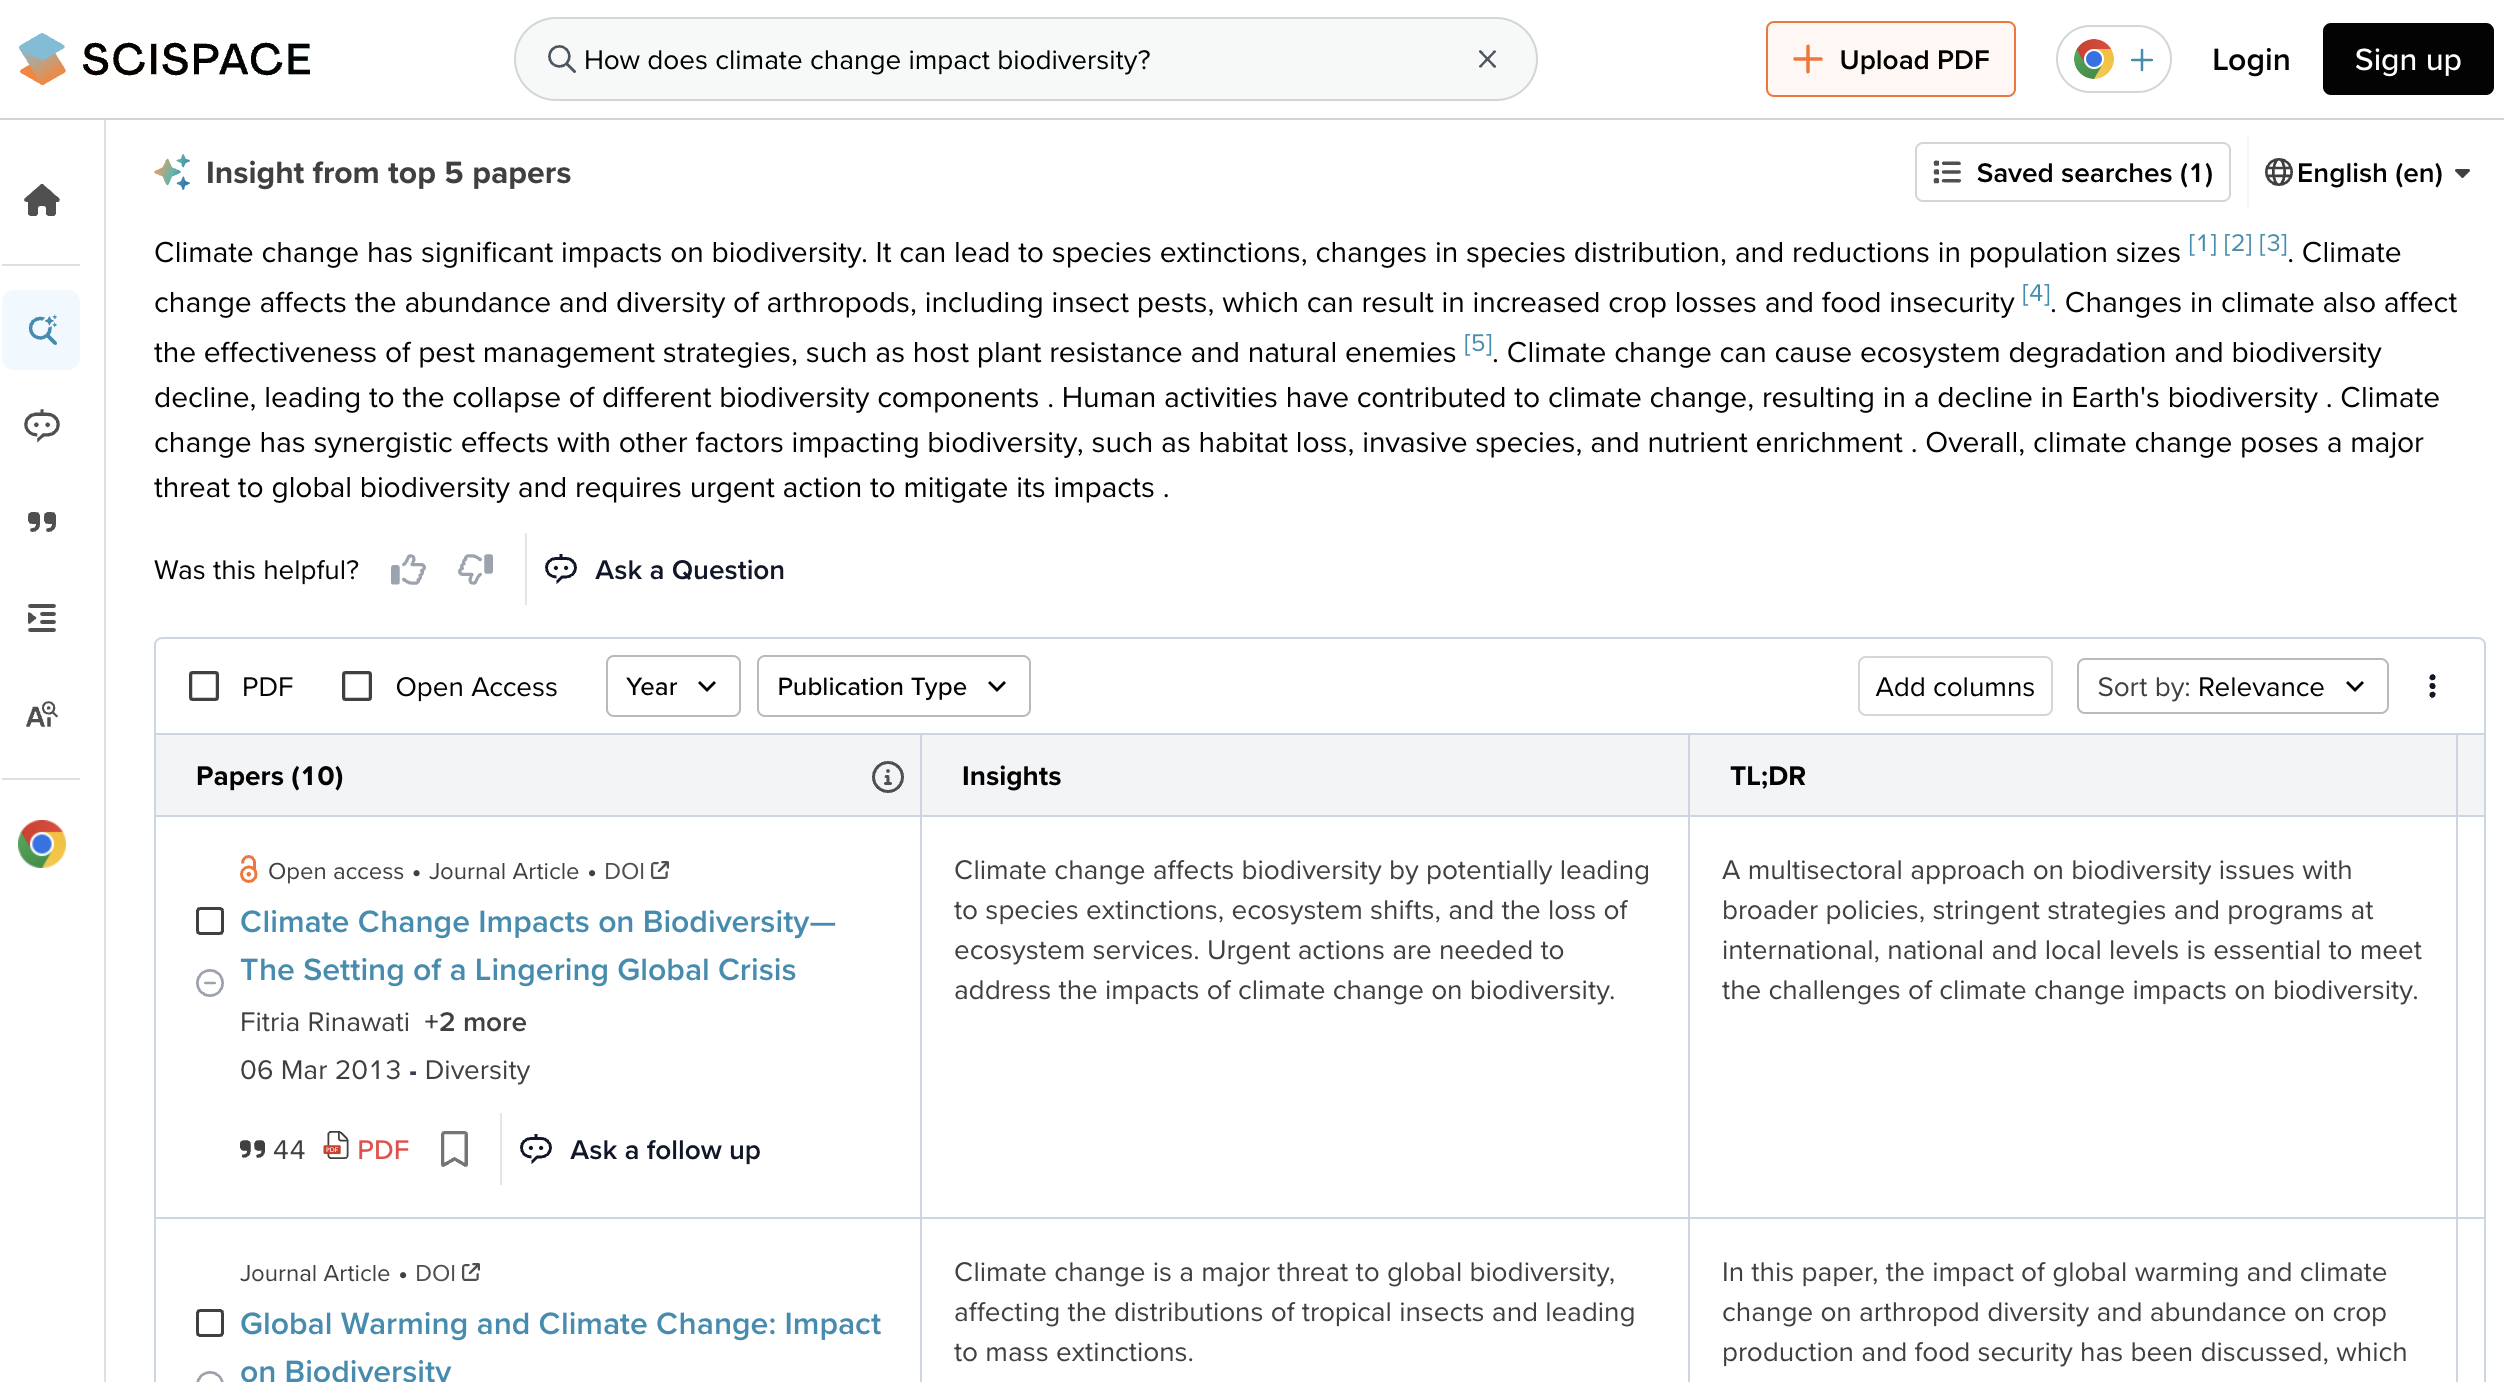 SCISPACE
How does climate change impact biodiversity?
Upload PDF
Login
Sign up
Insight from top 5 papers
Saved searches (1)
English (en)
Climate change has significant impacts on biodiversity. It can lead to species extinctions, changes in species distribution, and reductions in population sizes [1] [2] [3]. Climate
change affects the abundance and diversity of arthropods, including insect pests, which can result in increased crop losses and food insecurity [4]. Changes in climate also affect
the effectiveness of pest management strategies, such as host plant resistance and natural enemies [5]. Climate change can cause ecosystem degradation and biodiversity
decline, leading to the collapse of different biodiversity components . Human activities have contributed to climate change, resulting in a decline in Earth's biodiversity . Climate
change has synergistic effects with other factors impacting biodiversity, such as habitat loss, invasive species, and nutrient enrichment . Overall, climate change poses a major
threat to global biodiversity and requires urgent action to mitigate its impacts .
Was this helpful?
Ask a Question
PDF
Open Access
Year
Publication Type
Add columns
Sort by: Relevance
Papers (10)
Insights
TL;DR
Open access • Journal Article • DOI
Climate Change Impacts on Biodiversity—
The Setting of a Lingering Global Crisis
Fitria Rinawati +2 more
06 Mar 2013 - Diversity
44
PDF
Ask a follow up
Climate change affects biodiversity by potentially leading
to species extinctions, ecosystem shifts, and the loss of
ecosystem services. Urgent actions are needed to
address the impacts of climate change on biodiversity.
A multisectoral approach on biodiversity issues with
broader policies, stringent strategies and programs at
international, national and local levels is essential to meet
the challenges of climate change impacts on biodiversity.
Journal Article • DOI
Global Warming and Climate Change: Impact
on Biodiversity
Climate change is a major threat to global biodiversity,
affecting the distributions of tropical insects and leading
to mass extinctions.
In this paper, the impact of global warming and climate
change on arthropod diversity and abundance on crop
production and food security has been discussed, which